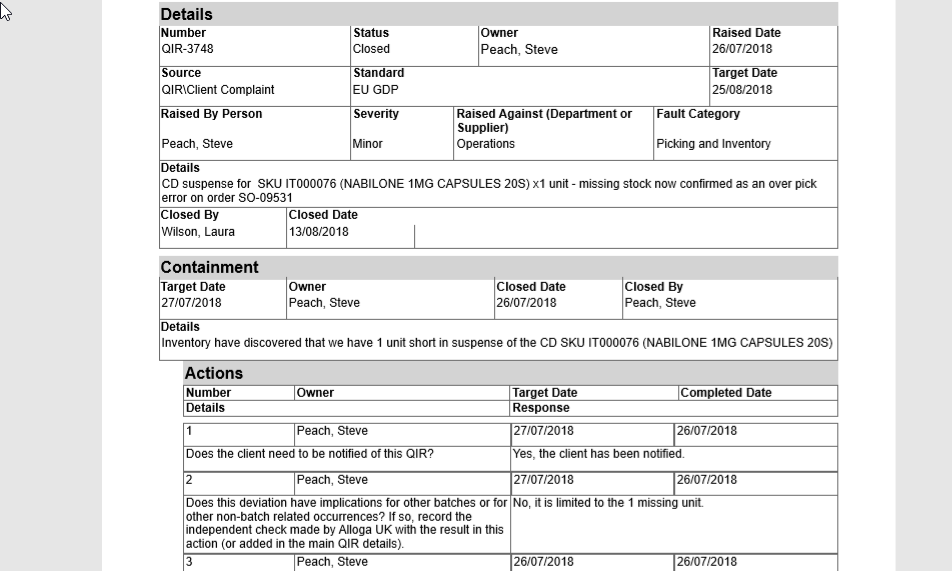 Details
Number Status Owner Raised Date
QIR-3748 Closed Peach, Steve 26/07/2018
Source Standard Target Date
QIR\Client Complaint EU GDP 25/08/2018
Raised By Person Severity Raised Against (Department or Supplier) Fault Category
Peach, Steve Minor Operations Picking and Inventory
Details
CD suspense for SKU IT000076 (NABILONE 1MG CAPSULES 20S) x1 unit - missing stock now confirmed as an over pick
error on order SO-09531
Closed By Closed Date
Wilson, Laura 13/08/2018
Containment
Target Date Owner Closed Date Closed By
27/07/2018 Peach, Steve 26/07/2018 Peach, Steve
Details
Inventory have discovered that we have 1 unit short in suspense of the CD SKU IT000076 (NABILONE 1MG CAPSULES 20S)
Actions
Number Owner Target Date Completed Date
Details Response
1 Peach, Steve 27/07/2018 26/07/2018
Does the client need to be notified of this QIR? Yes, the client has been notified.
2 Peach, Steve 27/07/2018 26/07/2018
Does this deviation have implications for other batches or for No, it is limited to the 1 missing unit.
other non-batch related occurrences? If so, record the
independent check made by Alloga UK with the result in this
action (or added in the main QIR details).
3 Peach, Steve 26/07/2018 26/07/2018